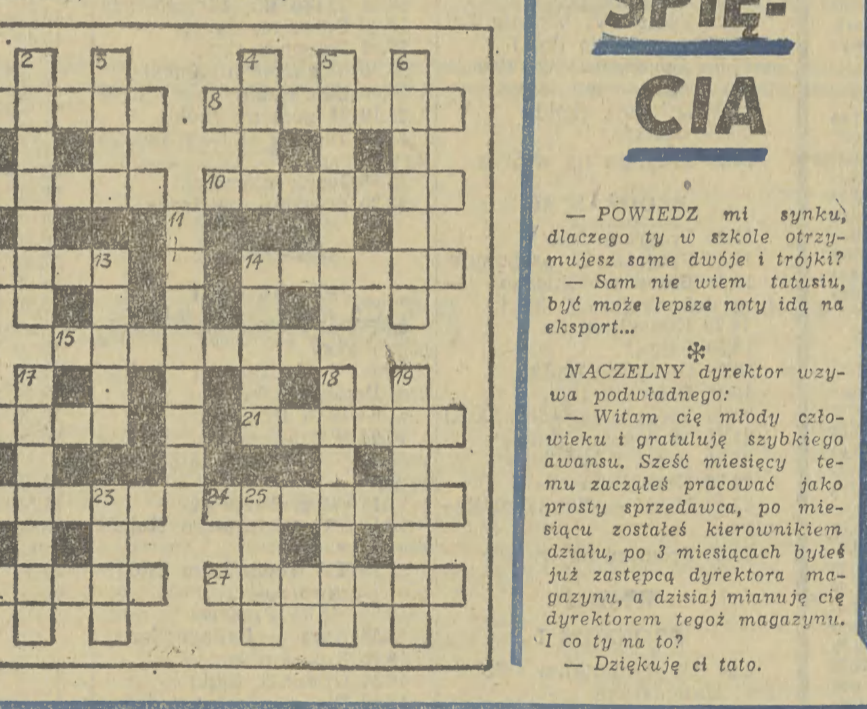 2 3 4 5 6
8
10
11
13 14
15
17 18 19
21
23 24 25
27
SPIĘ-
CIA
— POWIEDZ mi synku,
dlaczego ty w szkole otrzy-
mujesz same dwóje i trójki?
— Sam nie wiem tatusiu,
być może lepsze noty idą na
eksport...
NACZELNY dyrektor wzy-
wa podwładnego:
— Witam cię młody czło-
wieku i gratuluję szybkiego
awansu. Sześć miesięcy te-
mu zacząłeś pracować jako
prosty sprzedawca, po mie-
siącu zostałeś kierownikiem
działu, po 3 miesiącach byłeś
już zastępcą dyrektora ma-
gazynu, a dzisiaj mianuję cię
dyrektorem tegoż magazynu.
I co ty na to?
— Dziękuję ci tato.